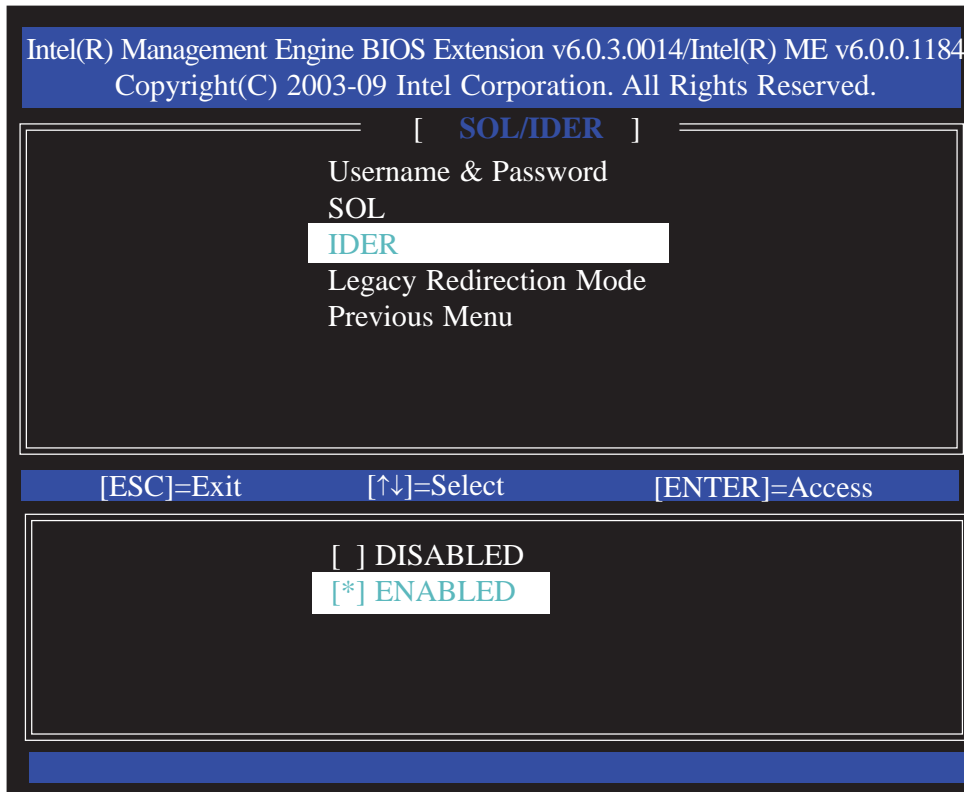 Intel(R) Management Engine BIOS Extension v6.0.3.0014/Intel(R) ME v6.0.0.1184
Copyright(C) 2003-09 Intel Corporation. All Rights Reserved.
[ SOL/IDER ]
Username & Password
SOL
IDER
Legacy Redirection Mode
Previous Menu
[ESC]=Exit [↑↓]=Select [ENTER]=Access
[ ] DISABLED
[*] ENABLED